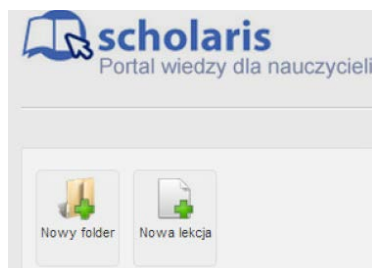 scholaris
Portal wiedzy dla nauczycieli
Nowy folder
Nowa lekcja